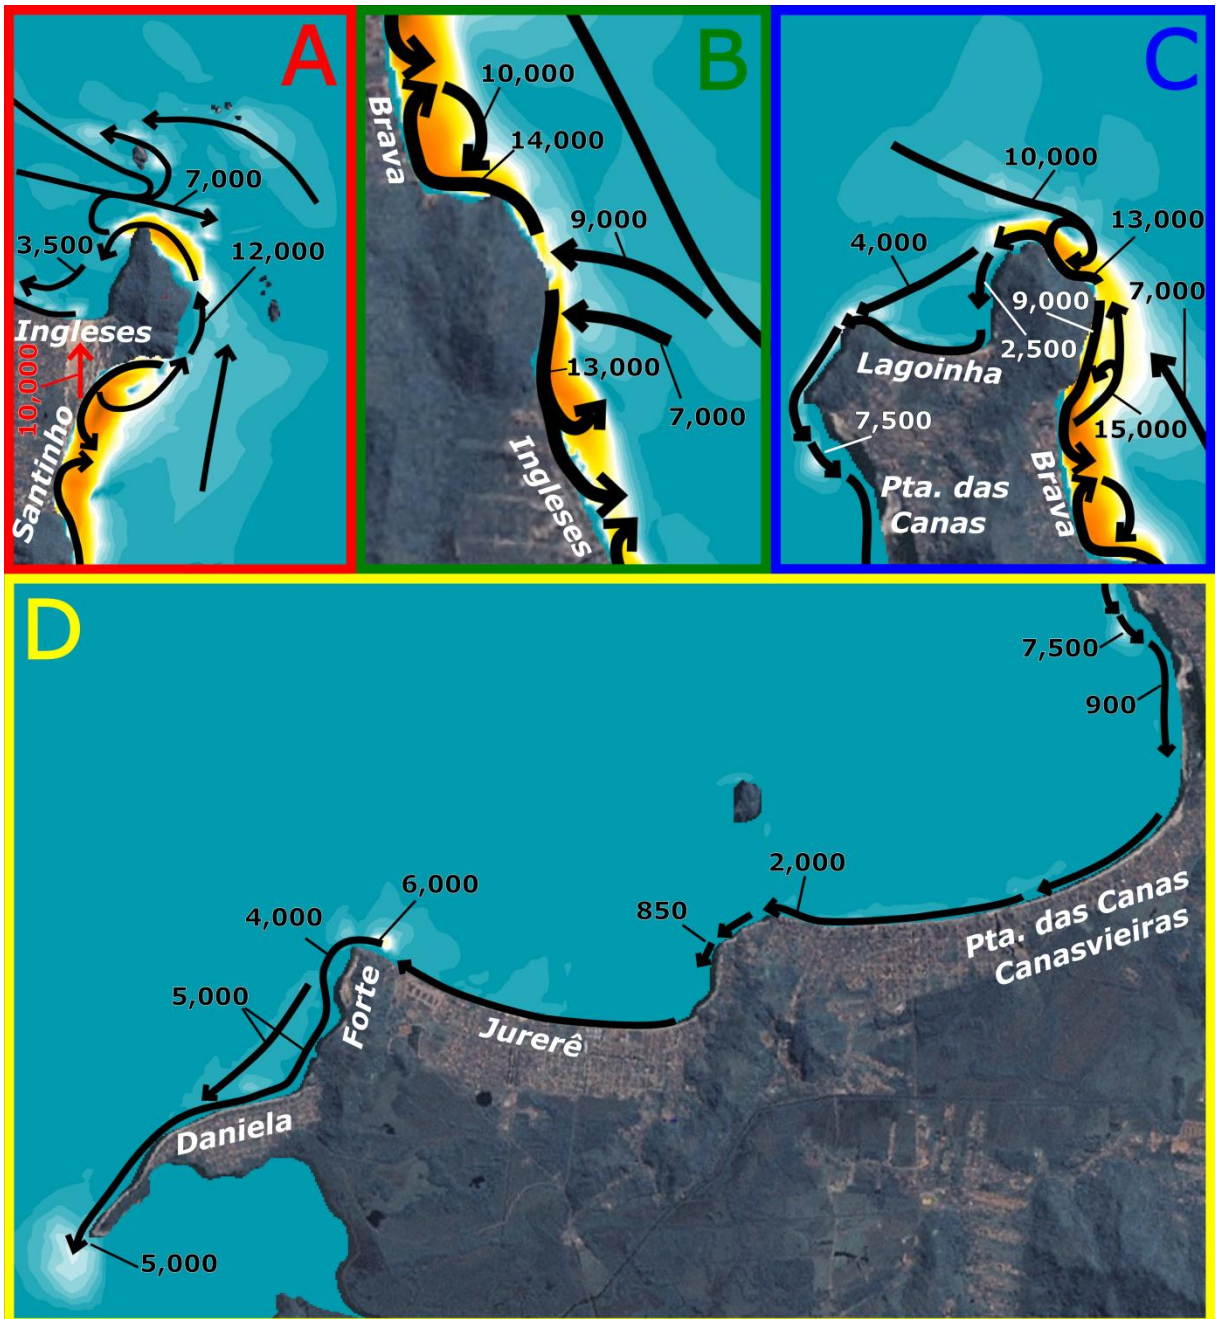 A
7,000
3,500
12,000
Ingleses
10,000
Santinho
B
10,000
Brava
14,000
9,000
13,000
7,000
Ingleses
C
10,000
13,000
4,000
9,000
7,000
2,500
Lagoinha
15,000
7,500
Brava
Pta. das
Canas
D
7,500
900
2,000
6,000
850
4,000
Pta. das Canas
Canasvieiras
5,000
Forte
Jurerê
Daniela
5,000